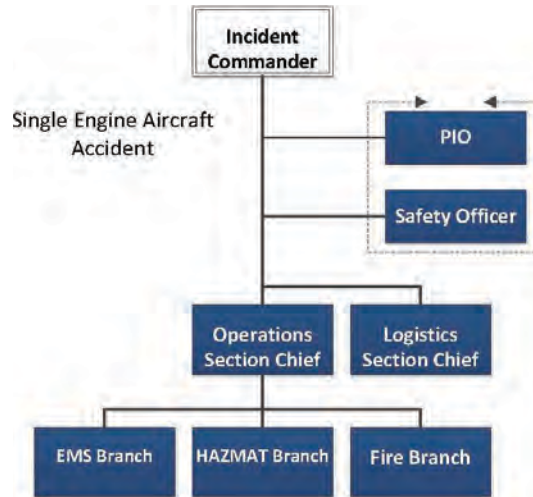 Incident
Commander
Single Engine Aircraft
Accident
PIO
Safety Officer
Operations
Section Chief
Logistics
Section Chief
EMS Branch
HAZMAT Branch
Fire Branch